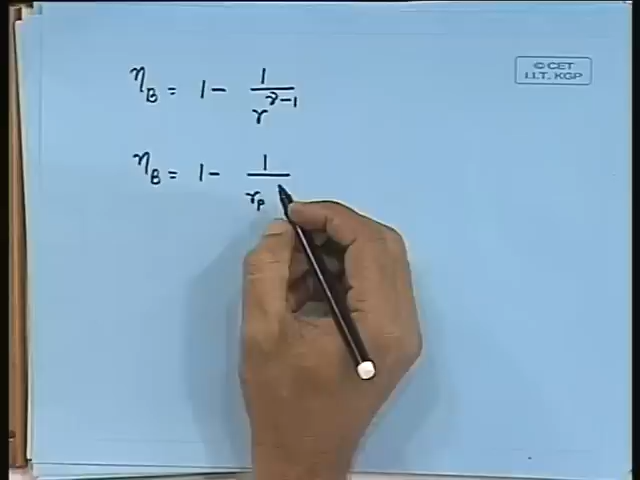 © CET
I.I.T. KGP
η_B = 1 - 1/r^(γ-1)
η_B = 1 - 1/r_p